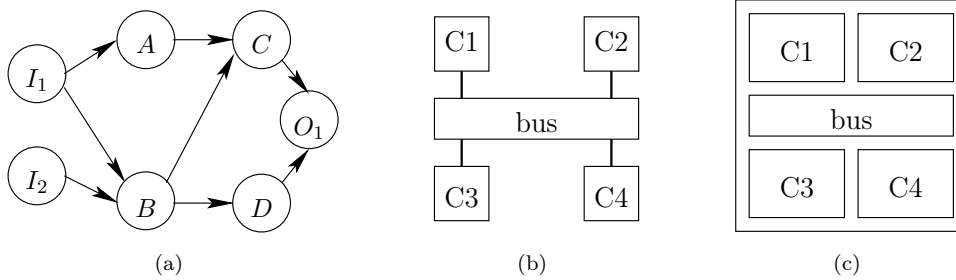 I₁
I₂
A
B
C
D
O₁
(a)
C1 C2
bus
C3 C4
(b)
C1 C2
bus
C3 C4
(c)